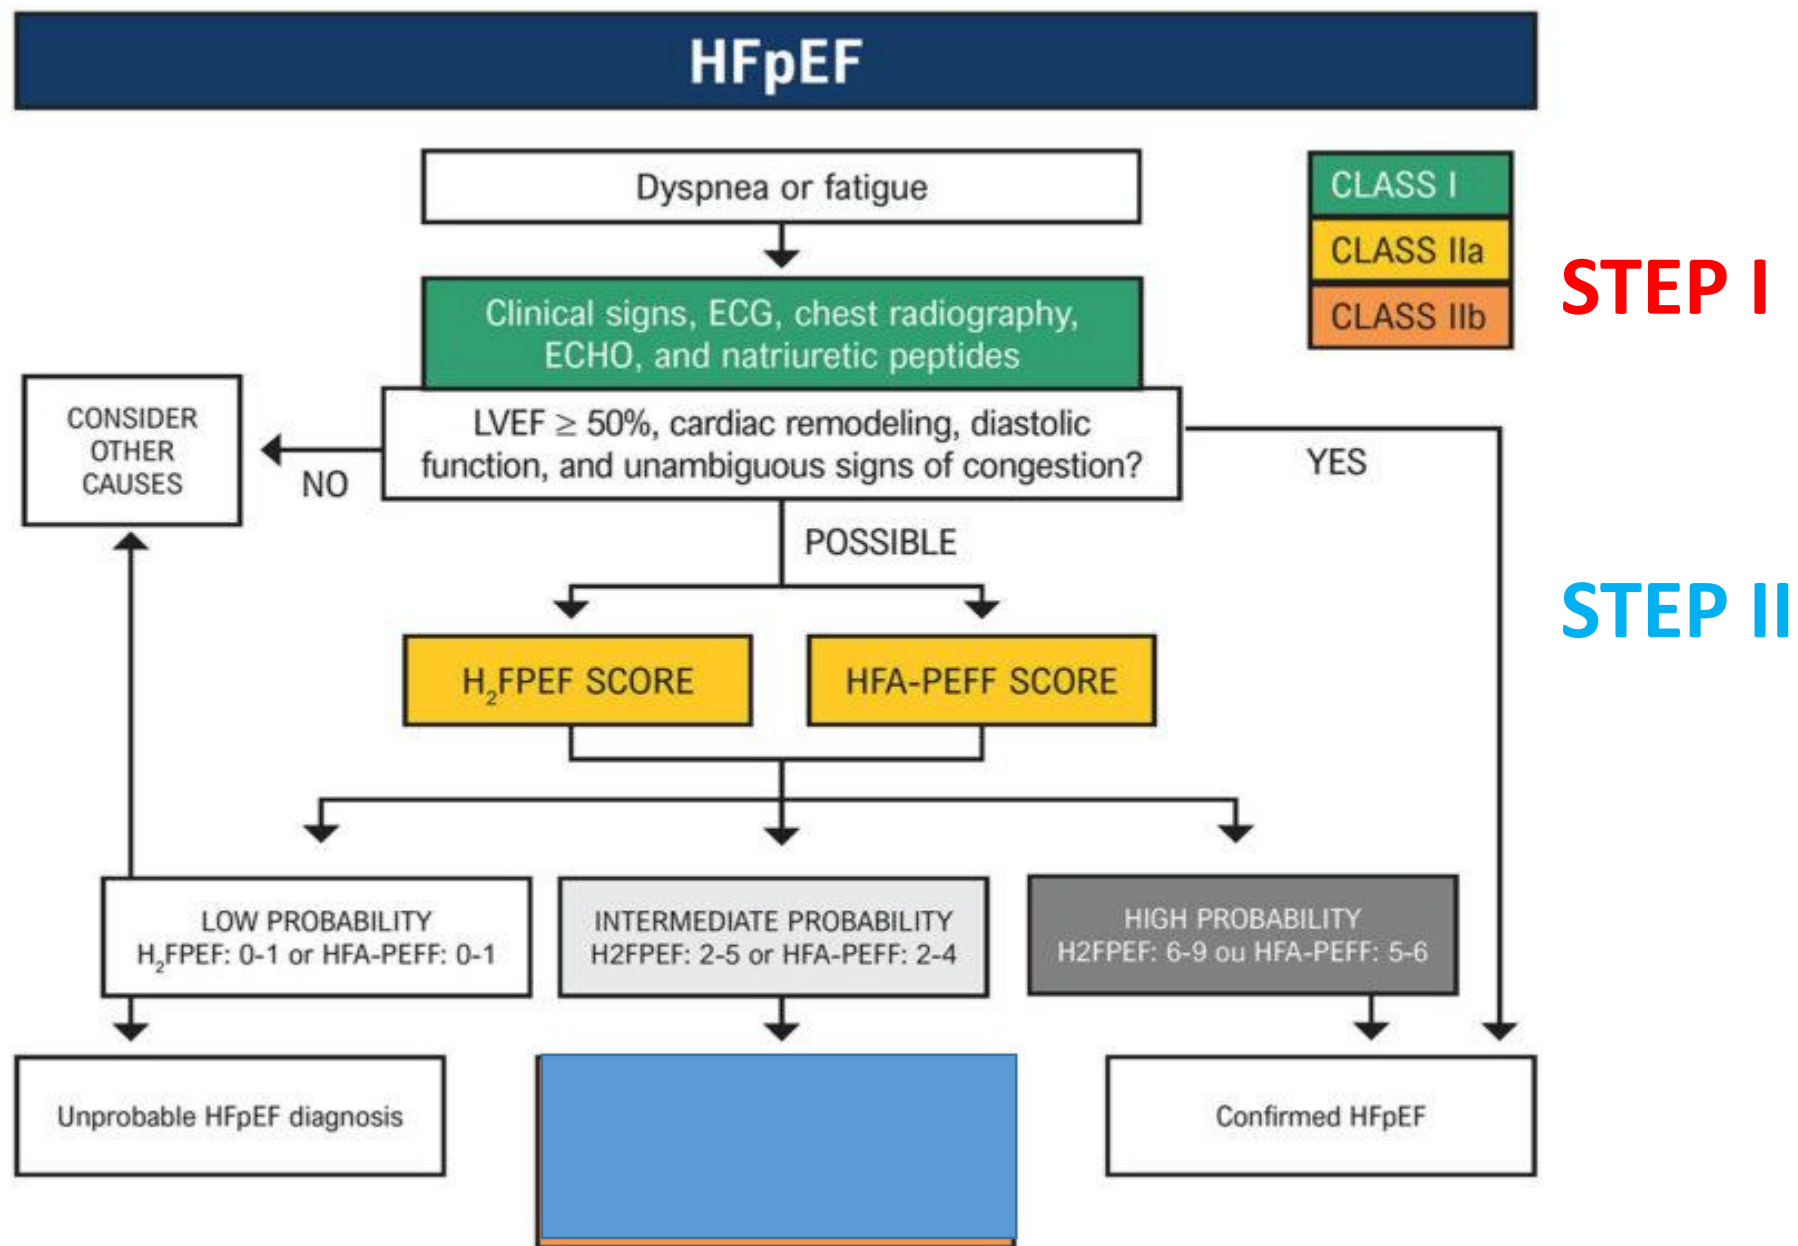 HFpEF
Dyspnea or fatigue
CLASS I
CLASS IIa
CLASS IIb
STEP I
Clinical signs, ECG, chest radiography,
ECHO, and natriuretic peptides
LVEF ≥ 50%, cardiac remodeling, diastolic
function, and unambiguous signs of congestion?
CONSIDER
OTHER
CAUSES
NO
YES
POSSIBLE
STEP II
H₂FPEF SCORE
HFA-PEFF SCORE
LOW PROBABILITY
H₂FPEF: 0-1 or HFA-PEFF: 0-1
INTERMEDIATE PROBABILITY
H2FPEF: 2-5 or HFA-PEFF: 2-4
HIGH PROBABILITY
H2FPEF: 6-9 ou HFA-PEFF: 5-6
Unprobable HFpEF diagnosis
Confirmed HFpEF